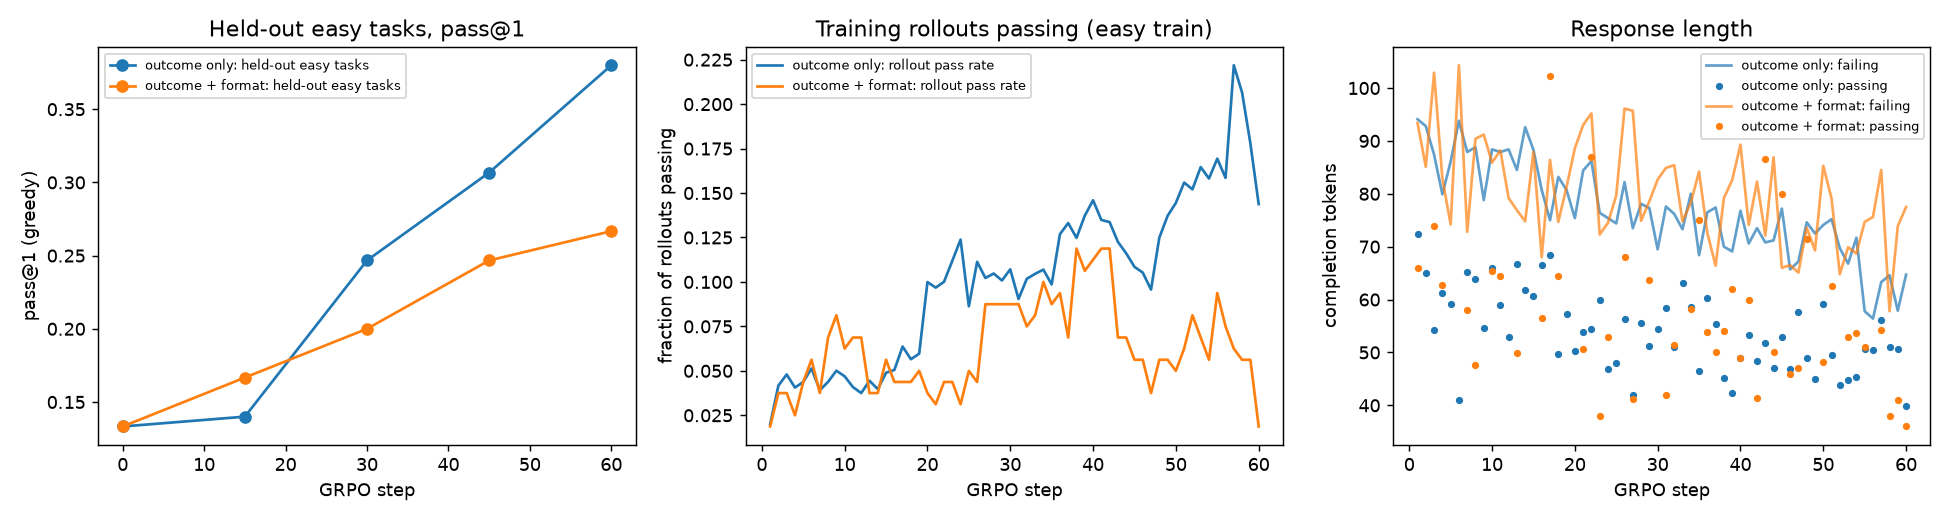 Held-out easy tasks, pass@1
outcome only: held-out easy tasks
outcome + format: held-out easy tasks
pass@1 (greedy)
0.35
0.30
0.25
0.20
0.15
0 10 20 30 40 50 60
GRPO step
Training rollouts passing (easy train)
outcome only: rollout pass rate
outcome + format: rollout pass rate
fraction of rollouts passing
0.225
0.200
0.175
0.150
0.125
0.100
0.075
0.050
0.025
0 10 20 30 40 50 60
GRPO step
Response length
outcome only: failing
outcome only: passing
outcome + format: failing
outcome + format: passing
completion tokens
100
90
80
70
60
50
40
0 10 20 30 40 50 60
GRPO step